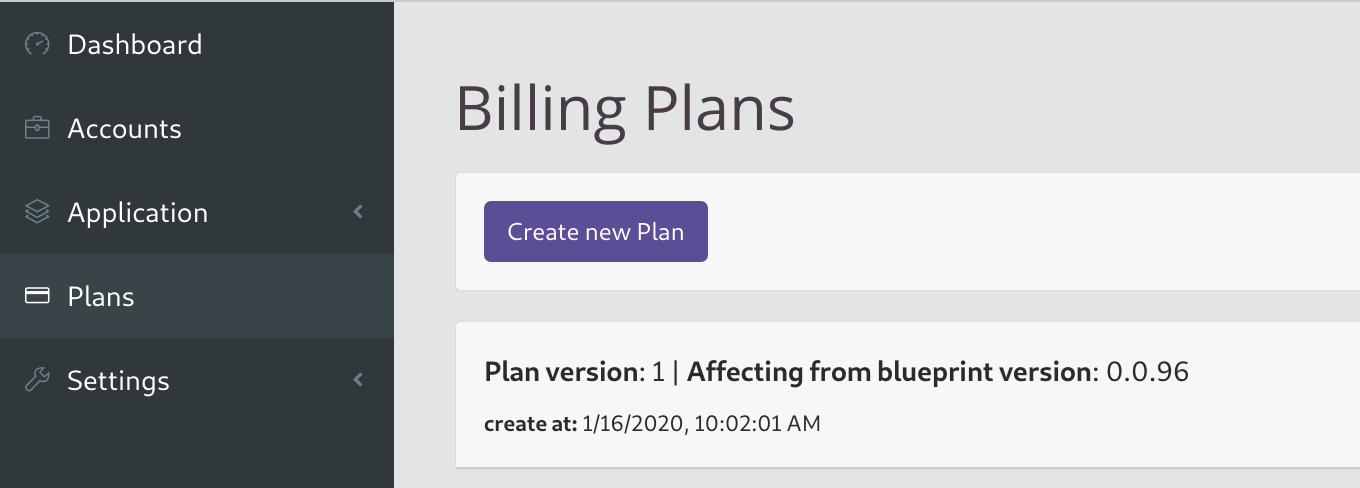 Dashboard
Accounts
Application
Plans
Settings
Billing Plans
Create new Plan
Plan version: 1 | Affecting from blueprint version: 0.0.96
create at: 1/16/2020, 10:02:01 AM